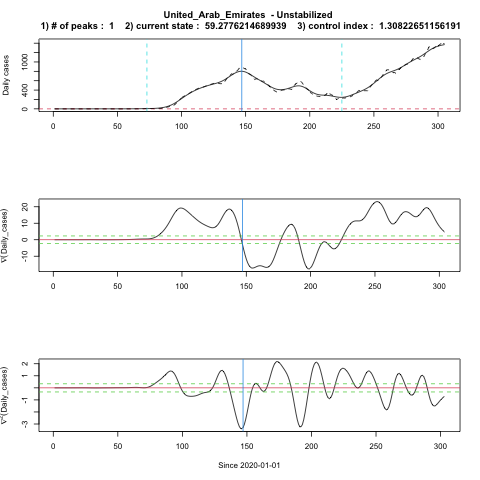 United_Arab_Emirates - Unstabilized
1) # of peaks : 1 2) current state : 59.2776214689939 3) control index : 1.30822651156191
Daily cases
0 400 1000
0 50 100 150 200 250 300
∇(Daily_cases)
-10 0 10 20
0 50 100 150 200 250 300
∇²(Daily_cases)
-3 -1 1 2
0 50 100 150 200 250 300
Since 2020-01-01